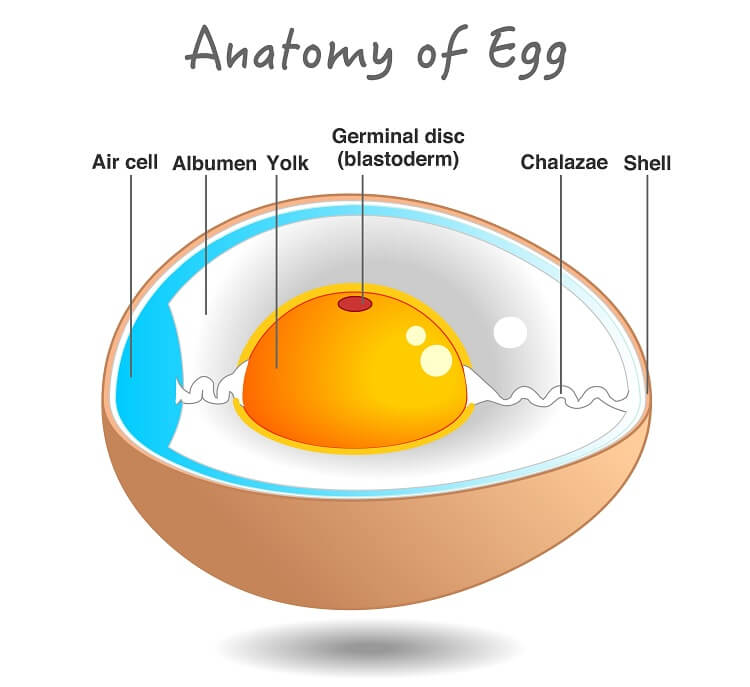 Anatomy of Egg
Germinal disc
Air cell Albumen Yolk (blastoderm) Chalazae Shell